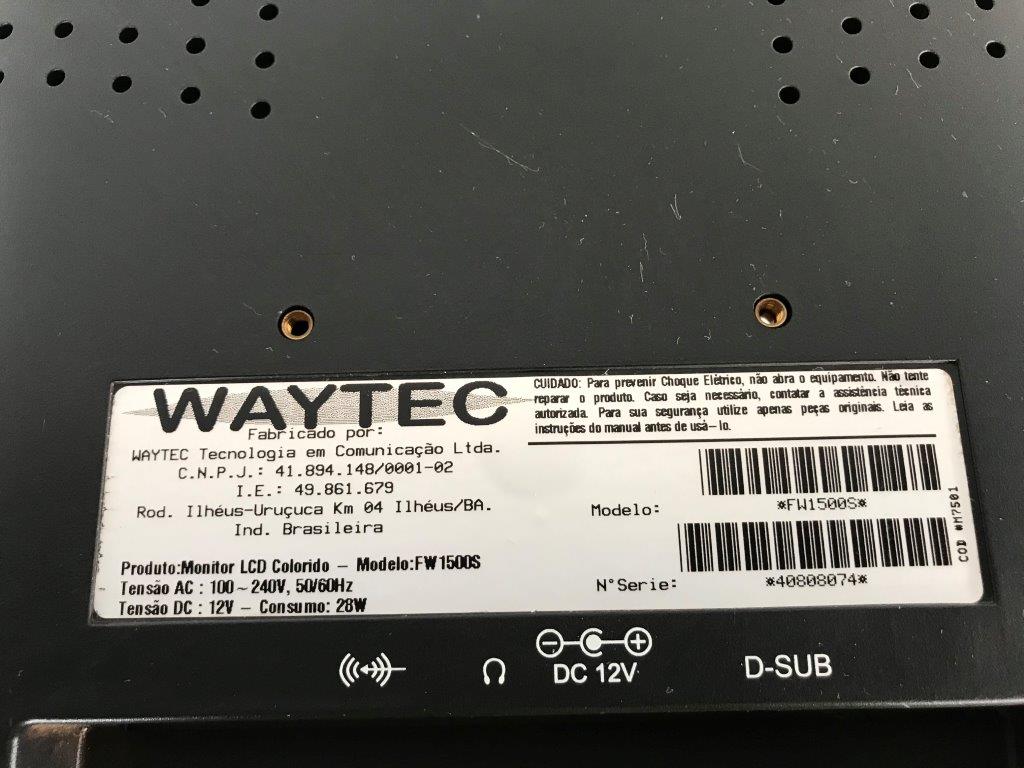 WAYTEC
Fabricado por:
WAYTEC Tecnologia em Comunicação Ltda.
C.N.P.J.: 41.894.148/0001-02
I.E.: 49.861.679
Rod. Ilhéus-Uruçuca Km 04 Ilhéus/BA.
Ind. Brasileira
Produto:Monitor LCD Colorido – Modelo:FW1500S
Tensão AC : 100 ~ 240V, 50/60Hz
Tensão DC : 12V – Consumo: 28W
CUIDADO: Para prevenir Choque Elétrico, não abra o equipamento. Não tente
reparar o produto. Caso seja necessário, contatar a assistência técnica
autorizada. Para sua segurança utilize apenas peças originais. Leia as
instruções do manual antes de usá-lo.
Modelo: *FW1500S*
N°Serie: *40808074*
COD #M7501
DC 12V
D-SUB